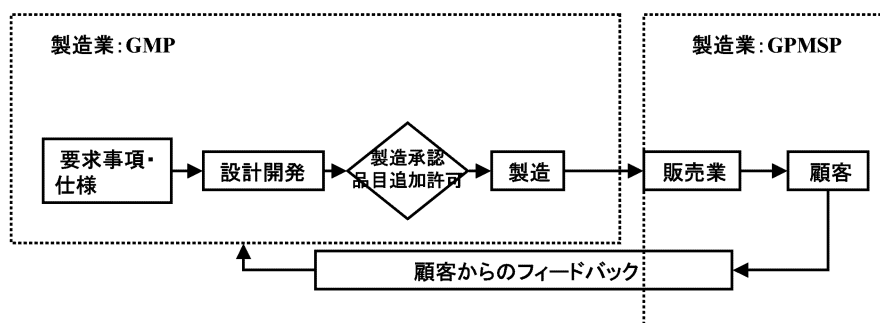 製造業：GMP
製造業：GPMSP
要求事項・
仕様
設計開発
製造承認
品目追加許可
製造
販売業
顧客
顧客からのフィードバック